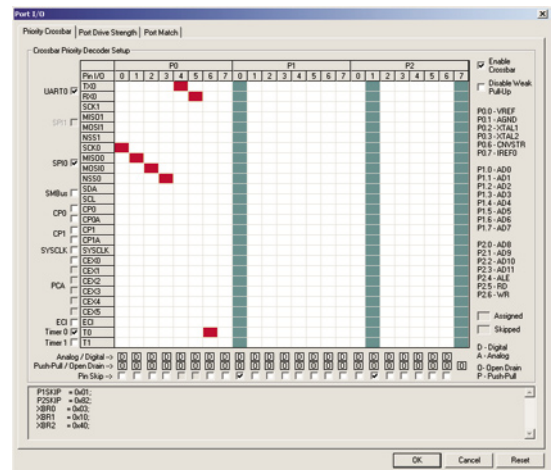 Port I/O
Priority Crossbar Port Drive Strength Port Match
Crossbar Priority Decoder Setup
P0 P1 P2
Pin I/O 0 1 2 3 4 5 6 7 0 1 2 3 4 5 6 7 0 1 2 3 4 5 6 7
UART0 TX0
RX0
SCK1
SPI1 MISO1
MOSI1
NSS1
SCK0
SPI0 MISO0
MOSI0
NSS0
SMBus SDA
SCL
CP0 CP0
CP0A
CP1 CP1
CP1A
SYSCLK SYSCLK
CEX0
CEX1
PCA CEX2
CEX3
CEX4
CEX5
ECI ECI
Timer 0 T0
Timer 1 T1
Analog / Digital -> D D D D D D D D D D D D D D D D D D D D D D D
Push-Pull / Open Drain -> O O O O O O O O O O O O O O O O O O O O O O O O
Pin Skip ->
Enable Crossbar
Disable Weak Pull-Up
P0.0 - VREF
P0.1 - AGND
P0.2 - XTAL1
P0.3 - XTAL2
P0.6 - CNVSTR
P0.7 - IREF0
P1.0 - AD0
P1.1 - AD1
P1.2 - AD2
P1.3 - AD3
P1.4 - AD4
P1.5 - AD5
P1.6 - AD6
P1.7 - AD7
P2.0 - AD8
P2.1 - AD9
P2.2 - AD10
P2.3 - AD11
P2.4 - ALE
P2.5 - RD
P2.6 - WR
Assigned
Skipped
D - Digital
A - Analog
O - Open Drain
P - Push-Pull
P1SKIP = 0x01;
P2SKIP = 0x82;
XBR0 = 0x03;
XBR1 = 0x10;
XBR2 = 0x40;
OK Cancel Reset